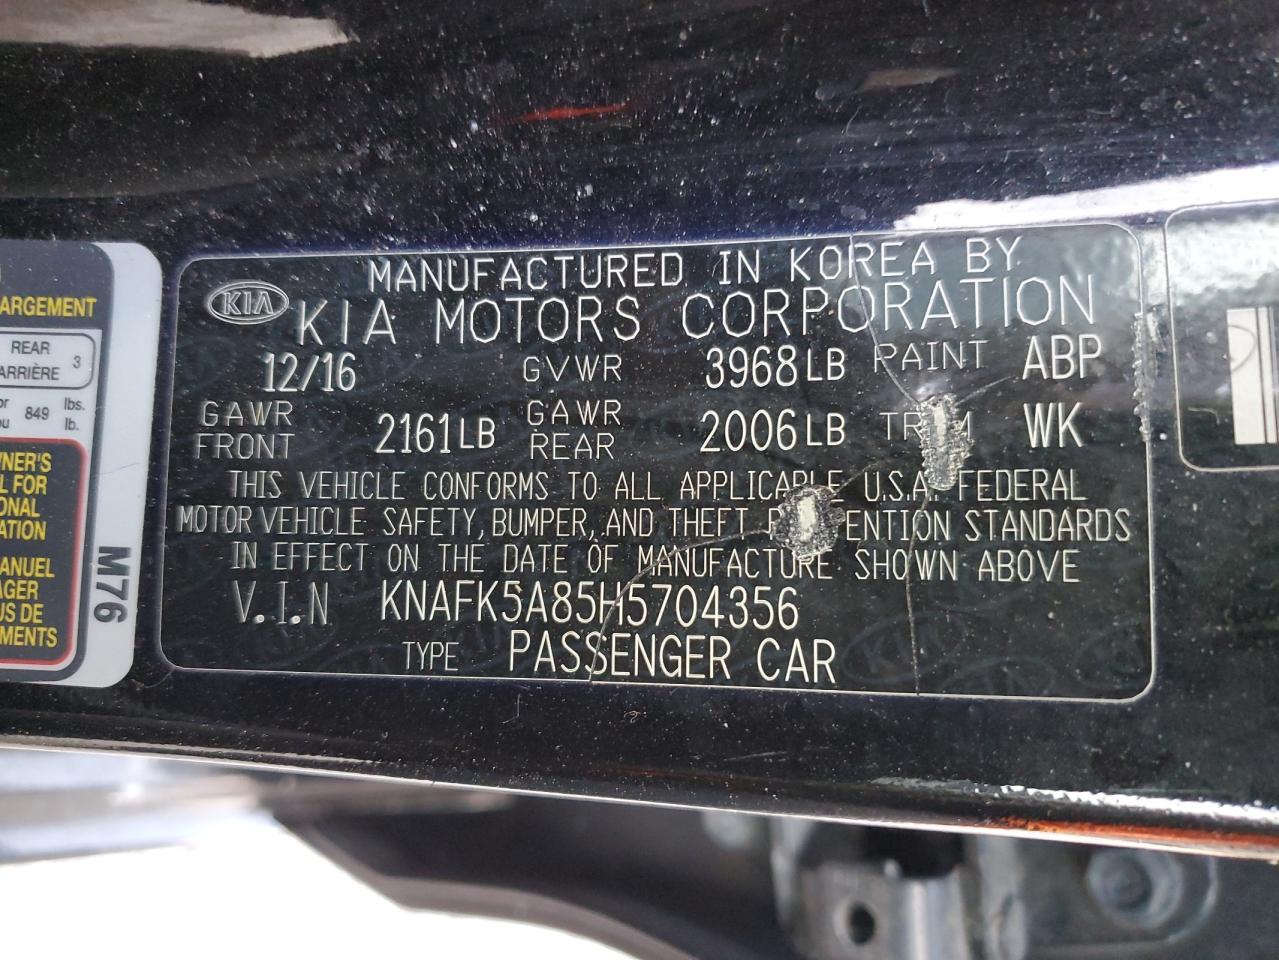 ARGEMENT
REAR
ARRIÈRE 3
849 lbs.
lb.
M76
KIA
MANUFACTURED IN KOREA BY
KIA MOTORS CORPORATION
12/16 GVWR 3968LB PAINT ABP
GAWR FRONT 2161LB GAWR REAR 2006LB TRIM WK
THIS VEHICLE CONFORMS TO ALL APPLICABLE U.S.A. FEDERAL
MOTOR VEHICLE SAFETY, BUMPER, AND THEFT PREVENTION STANDARDS
IN EFFECT ON THE DATE OF MANUFACTURE SHOWN ABOVE
V.I.N KNAFK5A85H5704356
TYPE PASSENGER CAR